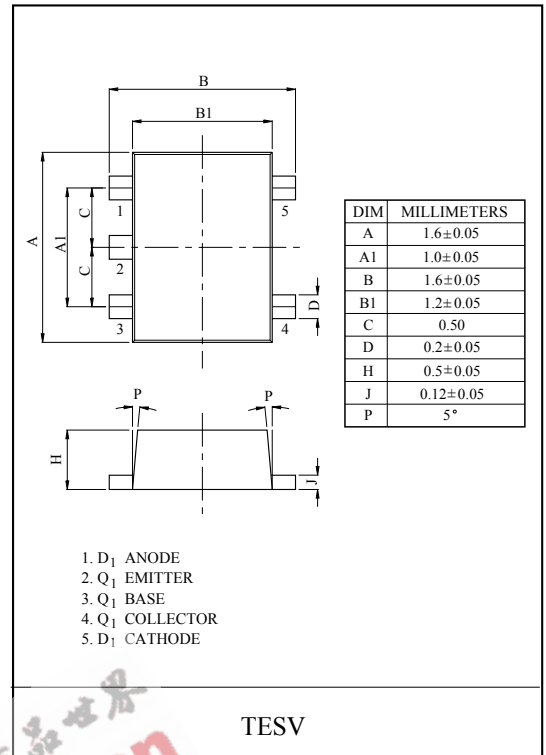 B
B1
A
A1
C
C
1
2
3
5
4
D
DIM MILLIMETERS
A 1.6±0.05
A1 1.0±0.05
B 1.6±0.05
B1 1.2±0.05
C 0.50
D 0.2±0.05
H 0.5±0.05
J 0.12±0.05
P 5°
P
P
H
J
1. D1 ANODE
2. Q1 EMITTER
3. Q1 BASE
4. Q1 COLLECTOR
5. D1 CATHODE
世界
TESV